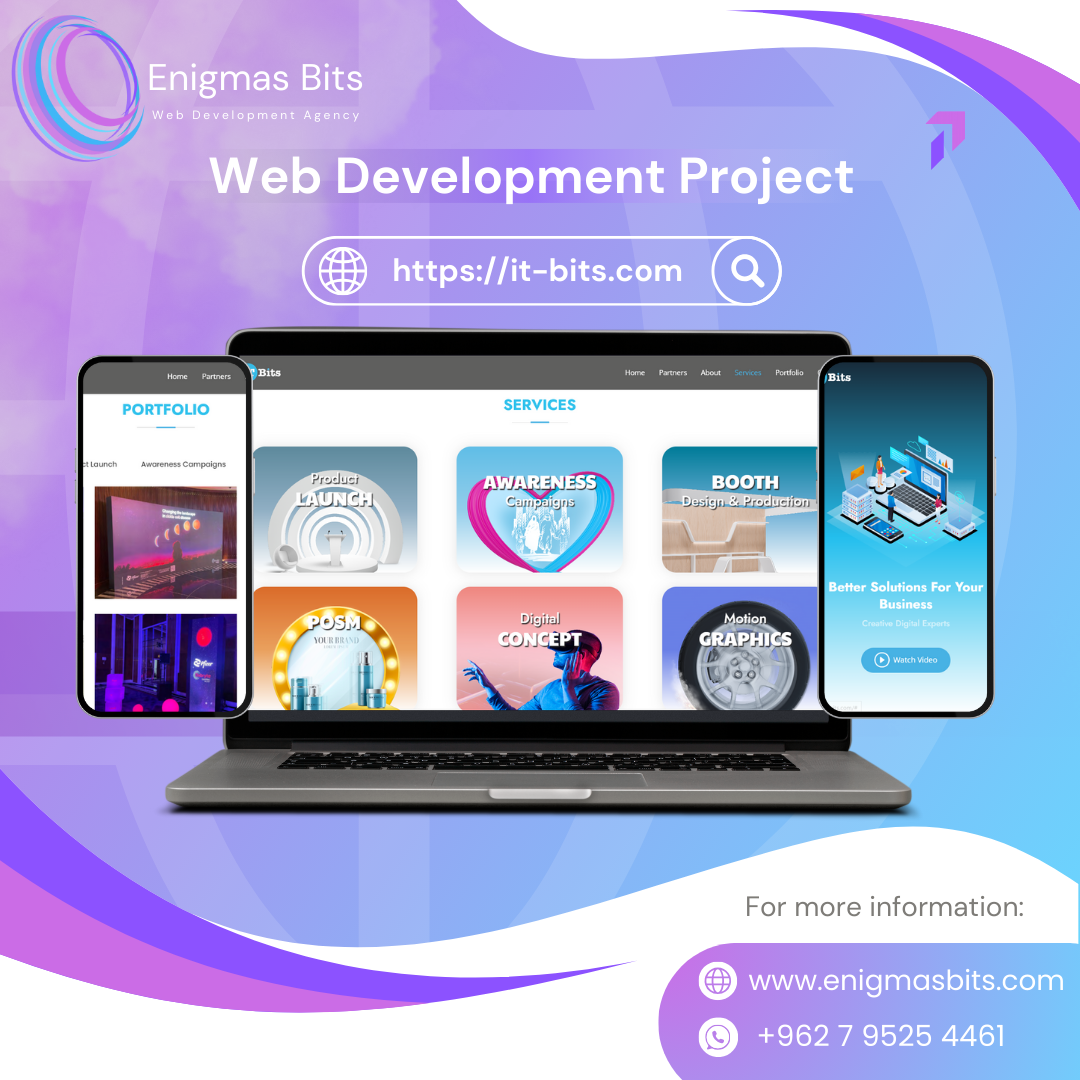 Enigmas Bits
Web Development Agency
Web Development Project
https://it-bits.com
Home Partners
PORTFOLIO
ct Launch Awareness Campaigns
Pfizer
Bits
Home Partners About Services Portfolio
SERVICES
Product
LAUNCH
AWARENESS
Campaigns
BOOTH
Design & Production
POSM
YOUR BRAND
Digital
CONCEPT
Motion
GRAPHICS
Bits
Better Solutions For Your
Business
Creative Digital Experts
Watch Video
For more information:
www.enigmasbits.com
+962 7 9525 4461